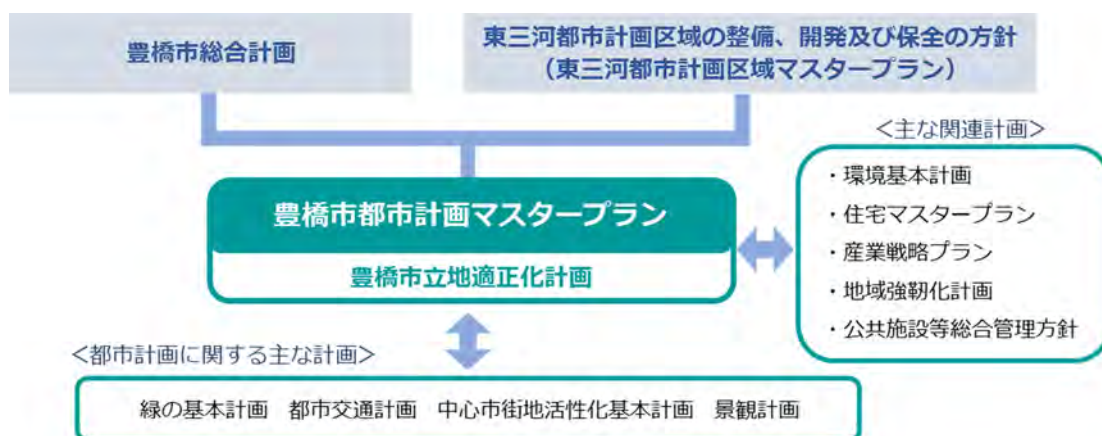 豊橋市総合計画
東三河都市計画区域の整備、開発及び保全の方針
（東三河都市計画区域マスタープラン）
＜主な関連計画＞
・環境基本計画
・住宅マスタープラン
・産業戦略プラン
・地域強靭化計画
・公共施設等総合管理方針
豊橋市都市計画マスタープラン
豊橋市立地適正化計画
＜都市計画に関する主な計画＞
緑の基本計画　都市交通計画　中心市街地活性化基本計画　景観計画